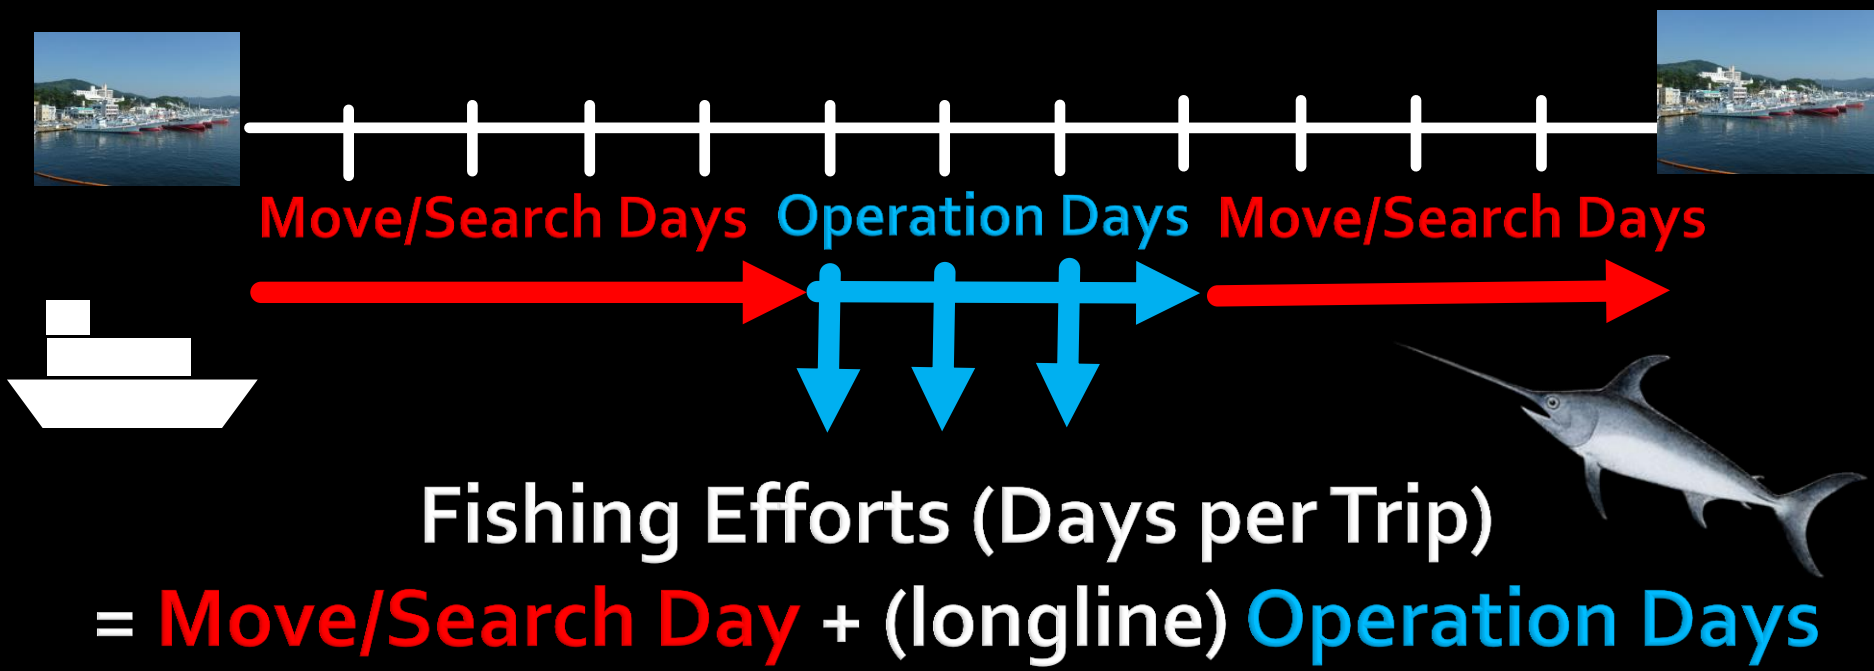 Move/Search Days Operation Days Move/Search Days
Fishing Efforts (Days per Trip)
= Move/Search Day + (longline) Operation Days